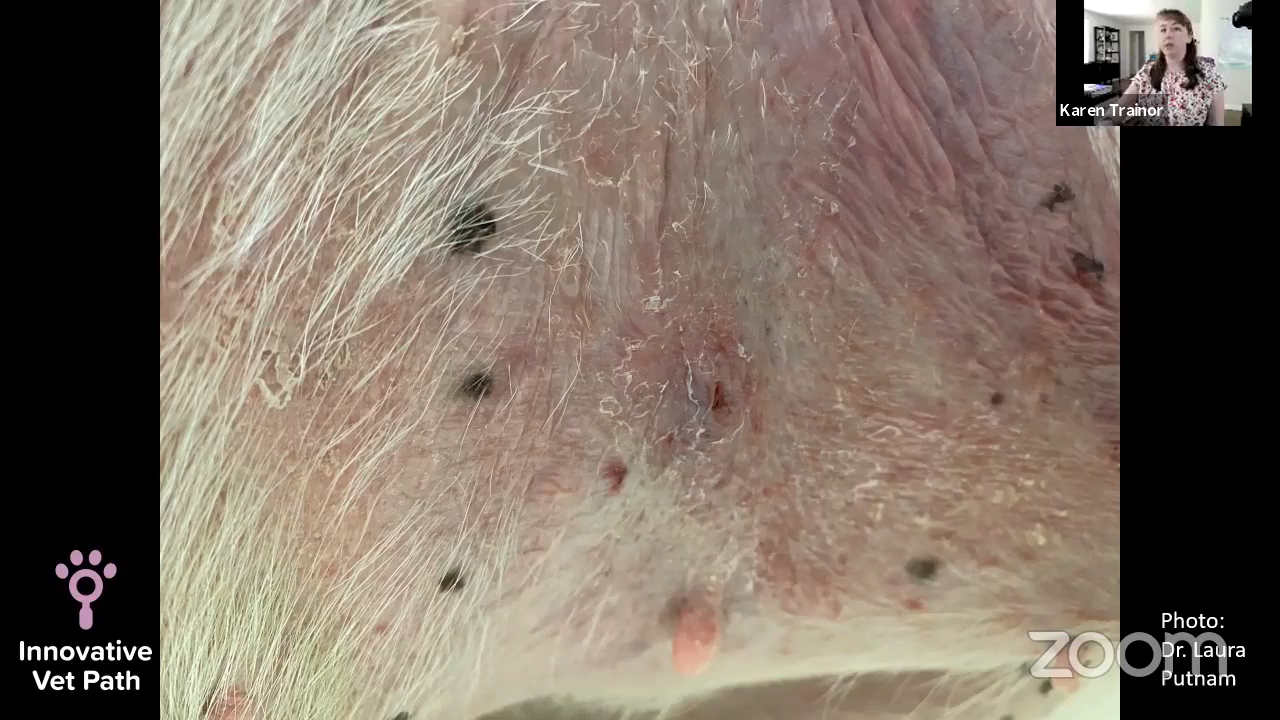 Karen Trainor
Innovative
Vet Path
Photo:
Dr. Laura
Putnam
zoom